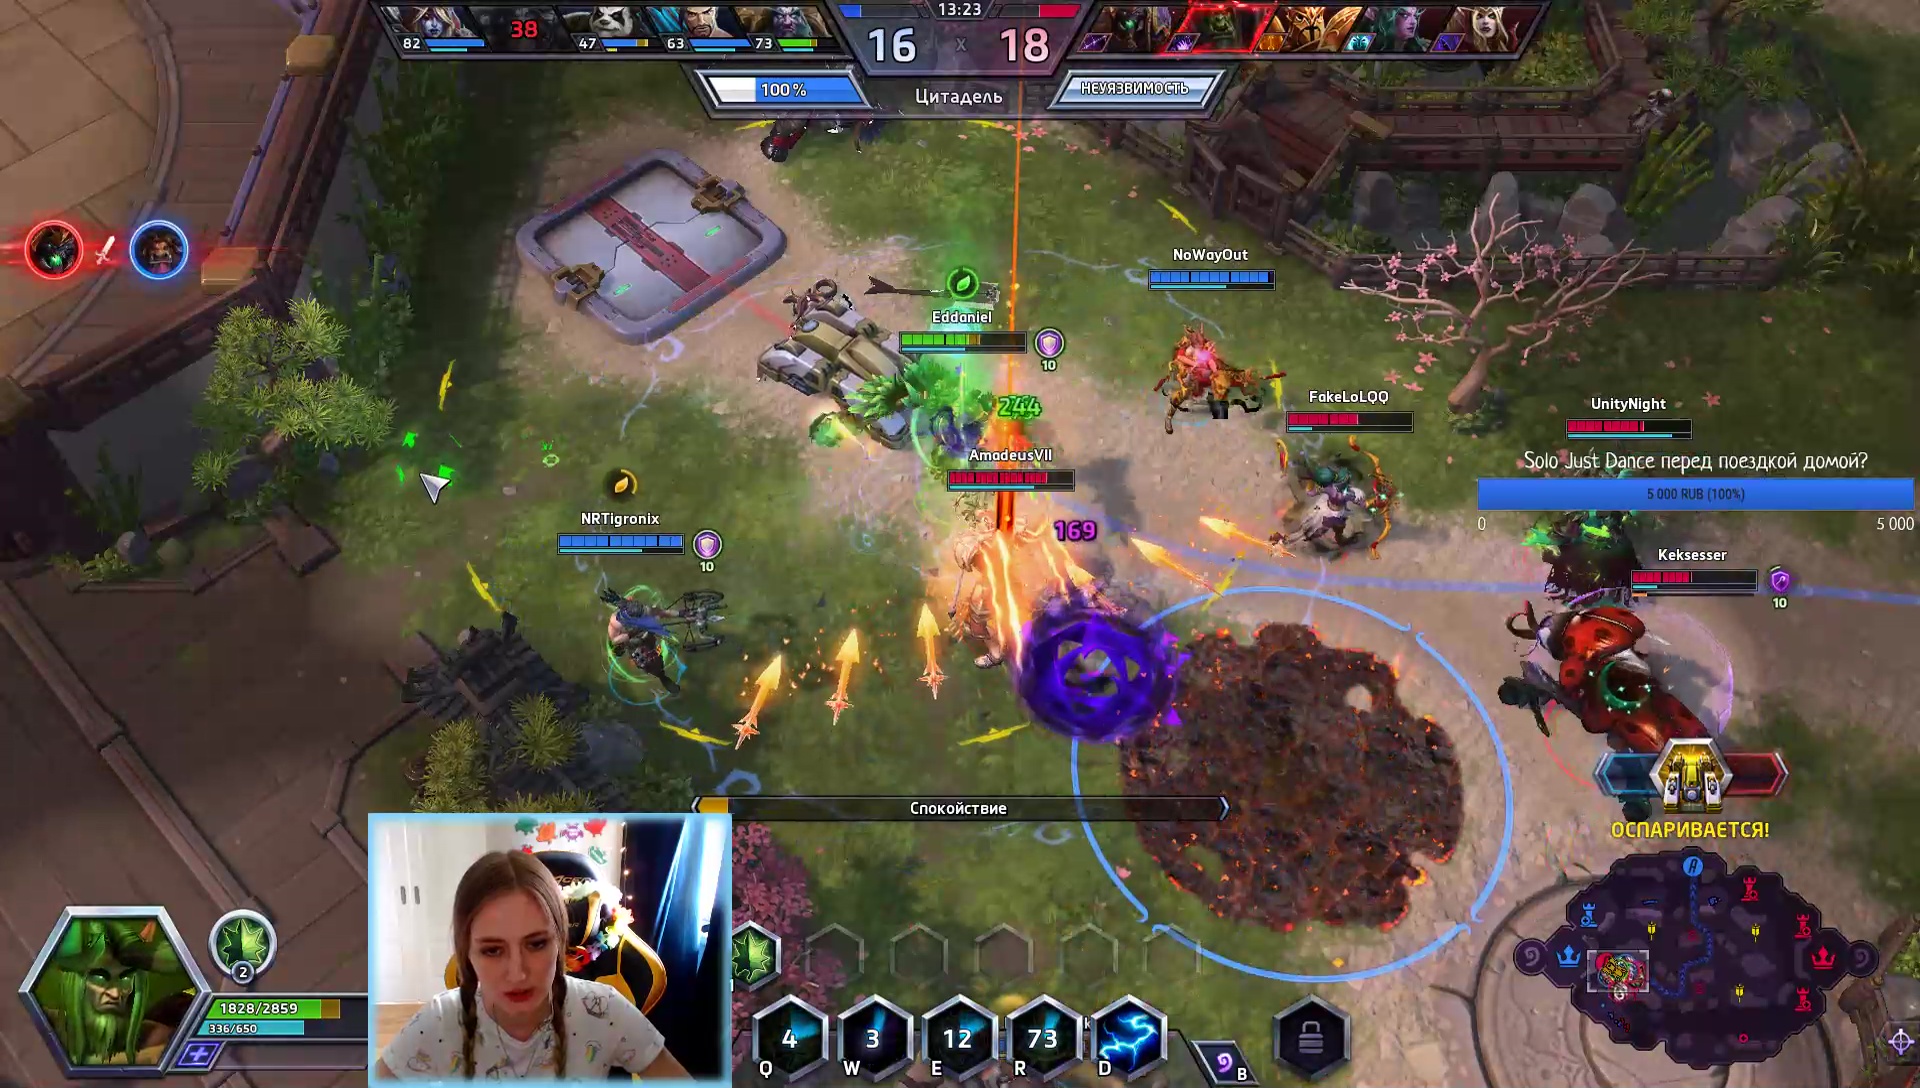 13:23
82
38
47
63
73
16 x 18
100%
Цитадель
НЕУЯЗВИМОСТЬ
NoWayOut
Eddaniel
10
FakeLoLQQ
UnityNight
244
AmadeusVII
Solo Just Dance перед поездкой домой?
5 000 RUB (100%)
0
5 000
NRTigronix
10
169
Keksesser
10
Спокойствие
ОСПАРИВАЕТСЯ!
2
1828/2859
336/650
4
3
12
73
Q
W
E
R
D
B